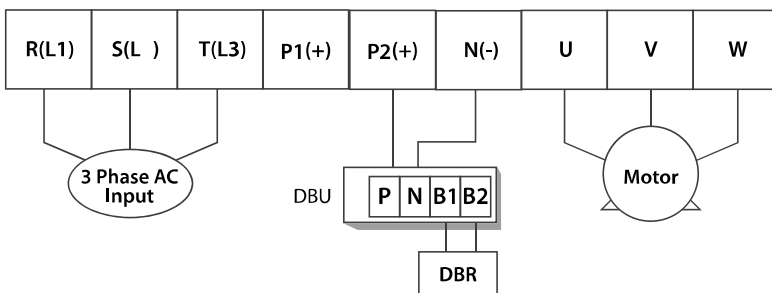 R(L1) S(L ) T(L3) P1(+) P2(+) N(-) U V W
3 Phase AC
Input
Motor
DBU
P N B1 B2
DBR